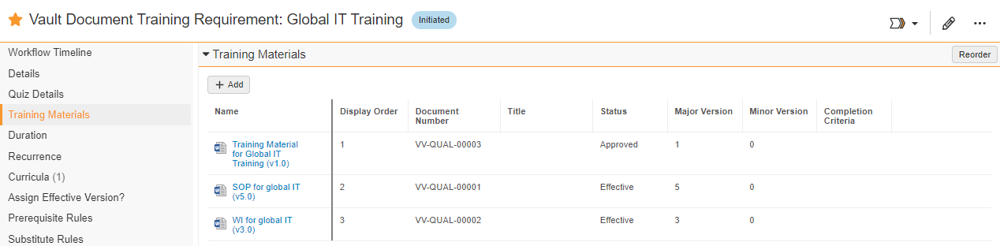 Vault Document Training Requirement: Global IT Training Initiated
Workflow Timeline
Details
Quiz Details
Training Materials
Duration
Recurrence
Curricula (1)
Assign Effective Version?
Prerequisite Rules
Substitute Rules
Training Materials
Reorder
+ Add
Name Display Order Document Number Title Status Major Version Minor Version Completion Criteria
Training Material for Global IT Training (v1.0) 1 VV-QUAL-00003 Approved 1 0
SOP for global IT (v5.0) 2 VV-QUAL-00001 Effective 5 0
WI for global IT (v3.0) 3 VV-QUAL-00002 Effective 3 0